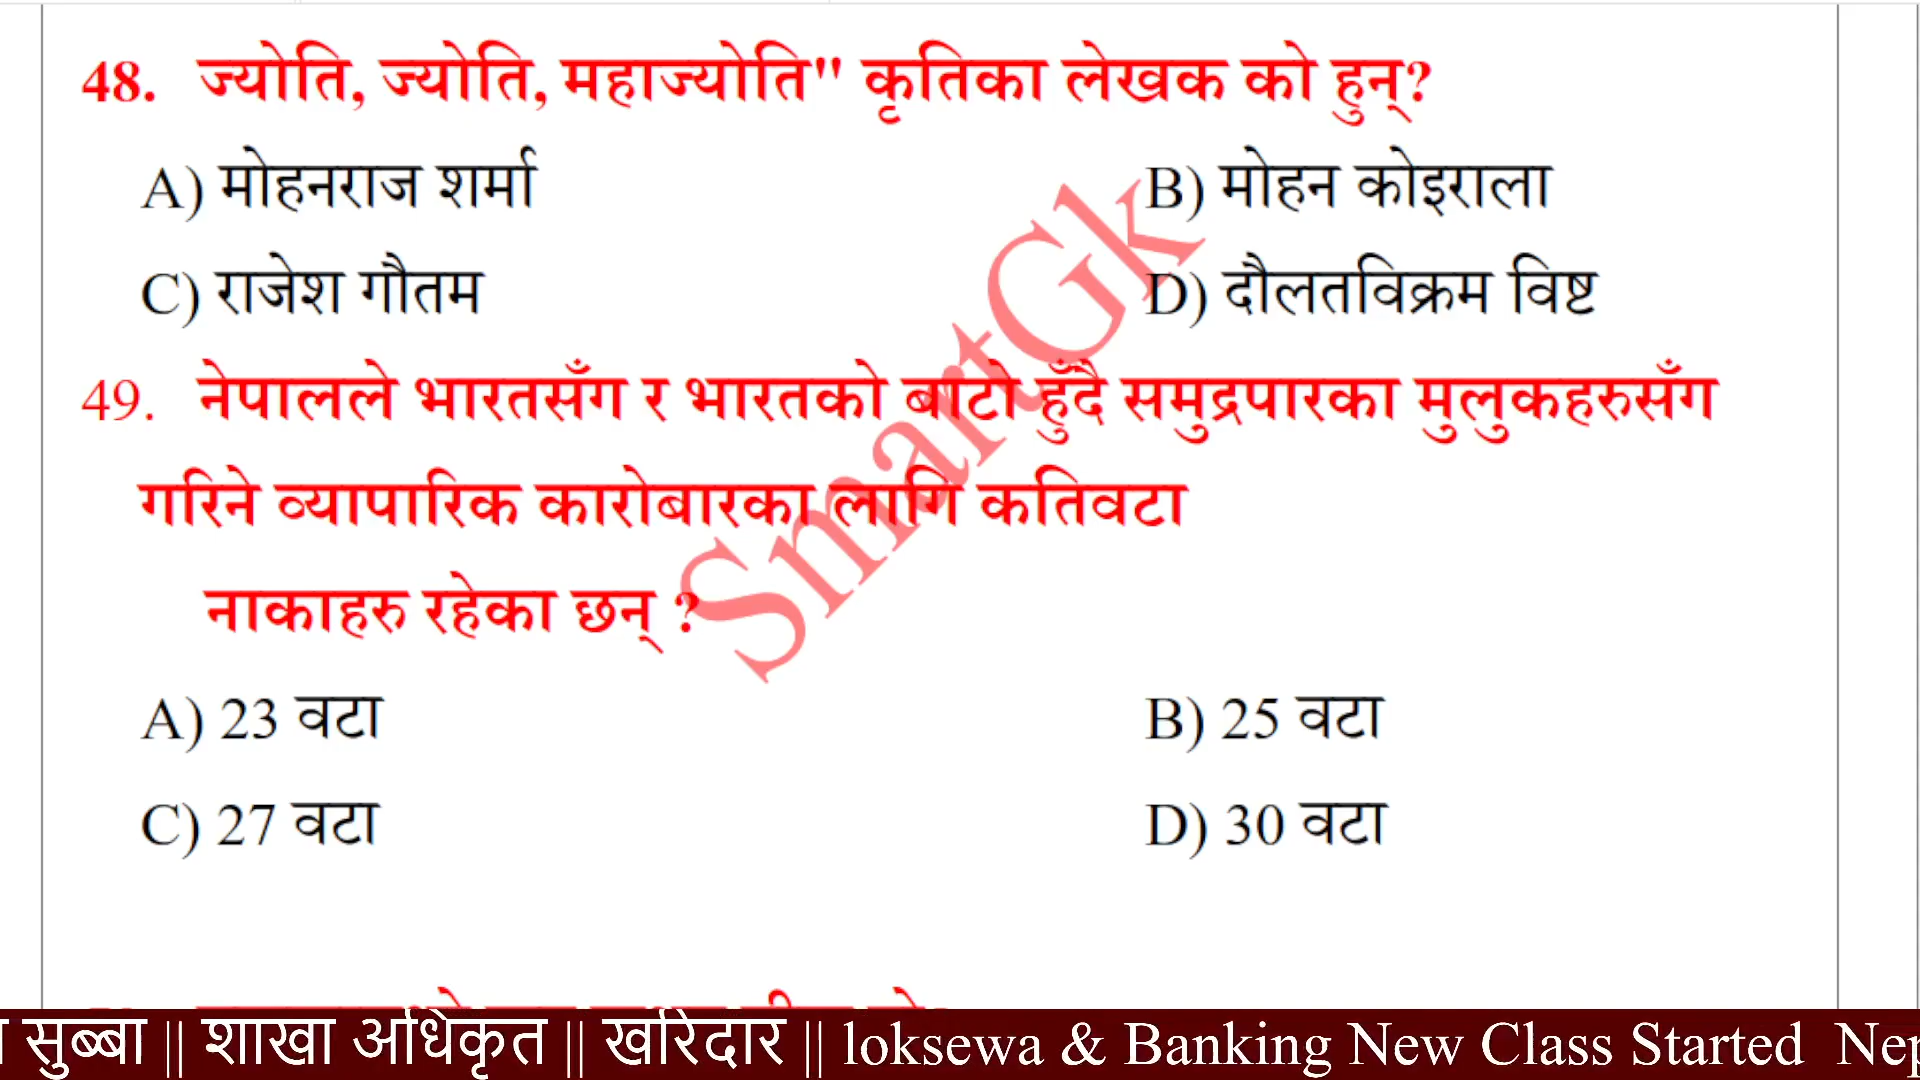 48. ज्योति, ज्योति, महाज्योति" कृतिका लेखक को हुन्?
A) मोहनराज शर्मा
B) मोहन कोइराला
C) राजेश गौतम
D) दौलतविक्रम विष्ट
49. नेपालले भारतसँग र भारतको बाटो हुँदै समुद्रपारका मुलुकहरुसँग
गरिने व्यापारिक कारोबारका लागि कतिवटा
नाकाहरु रहेका छन् ?
A) 23 वटा
B) 25 वटा
C) 27 वटा
D) 30 वटा
SmartGk
सुब्बा || शाखा अधिकृत || खरिदार || loksewa & Banking New Class Started